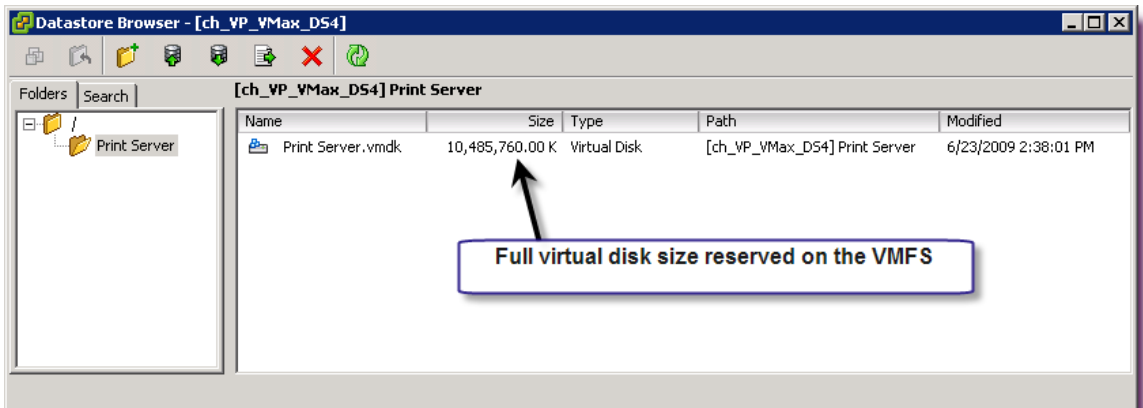 Datastore Browser - [ch_VP_VMax_DS4]
Folders Search
[ch_VP_VMax_DS4] Print Server
/
Print Server
Name Size Type Path Modified
Print Server.vmdk 10,485,760.00 K Virtual Disk [ch_VP_VMax_DS4] Print Server 6/23/2009 2:38:01 PM
Full virtual disk size reserved on the VMFS